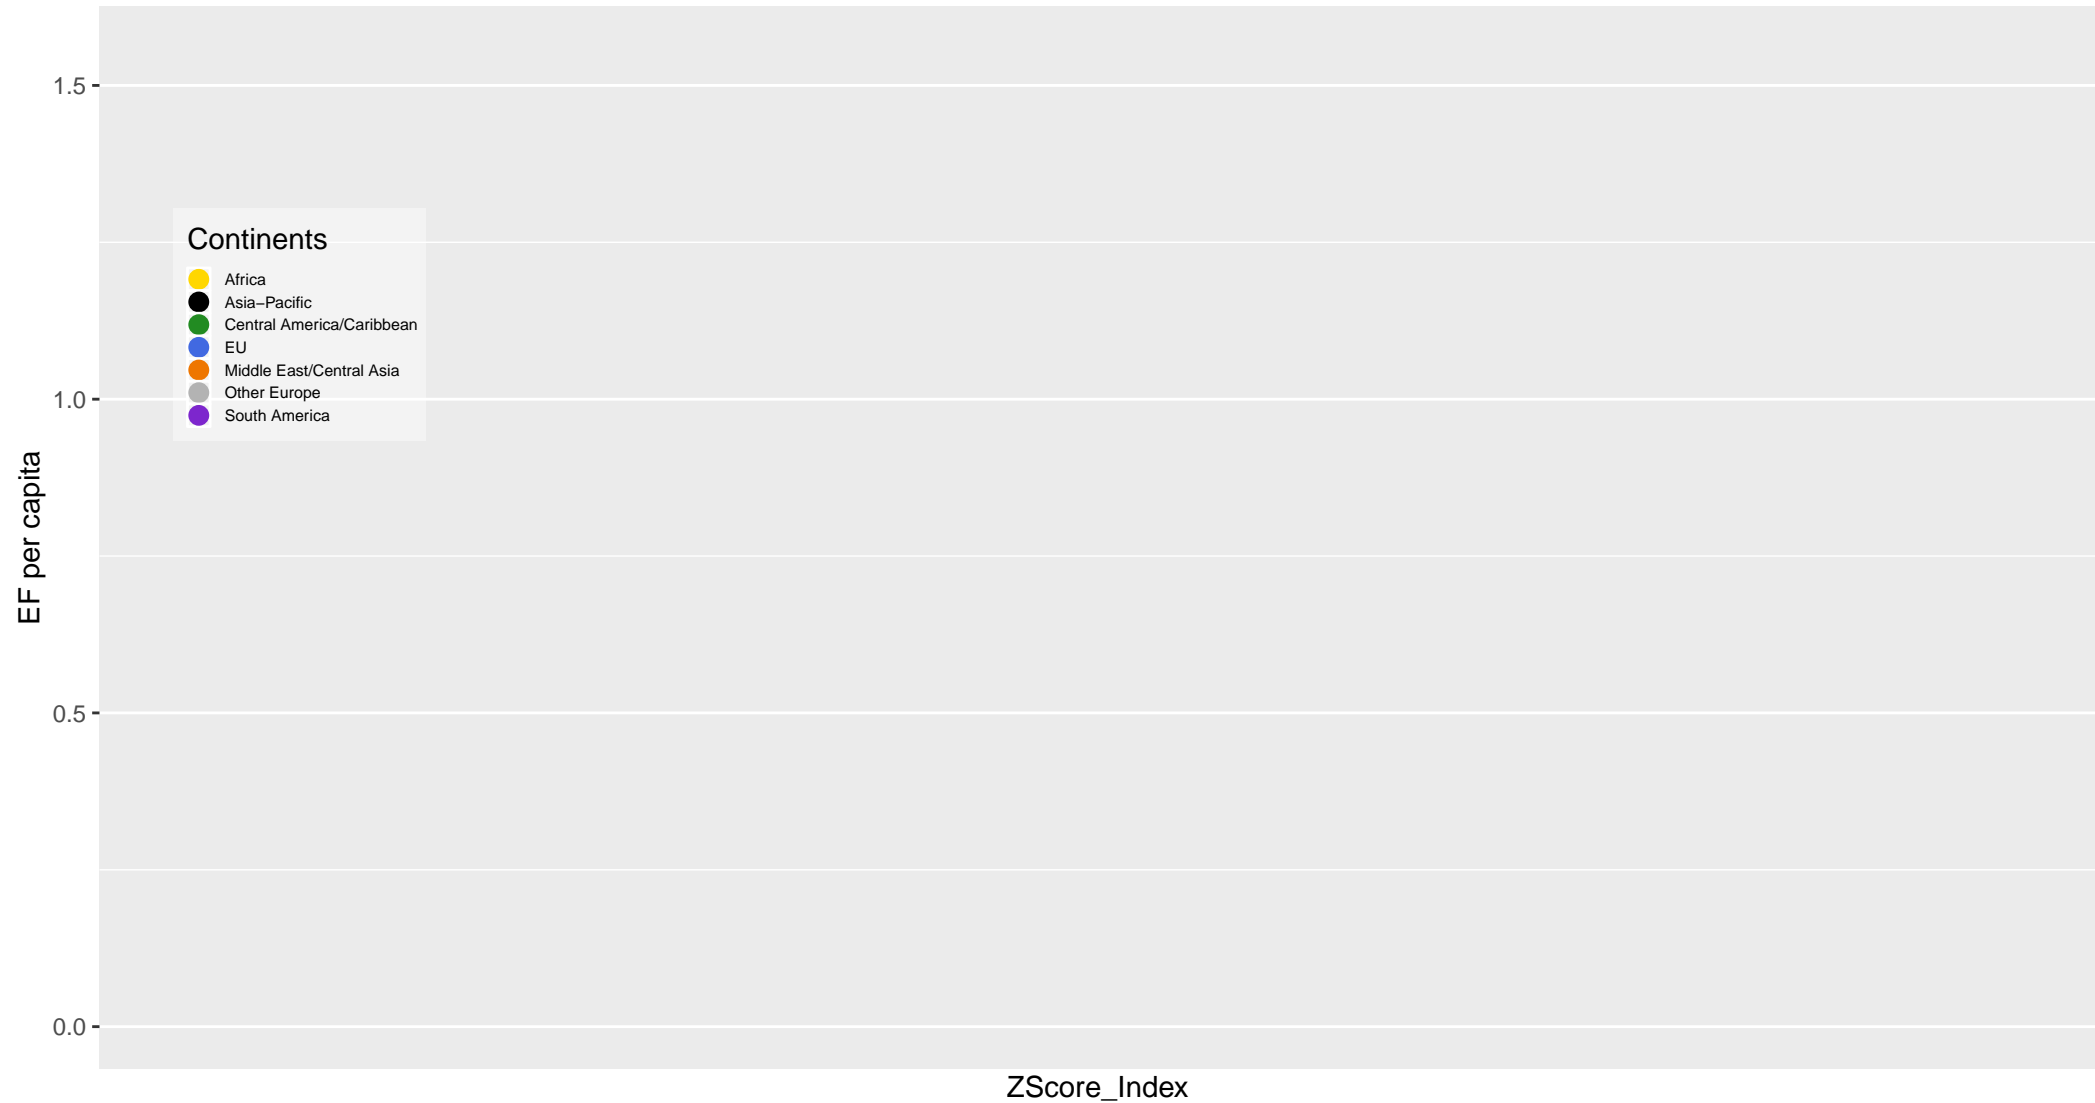 1.5
Continents
Africa
Asia−Pacific
Central America/Caribbean
EU
Middle East/Central Asia
Other Europe
South America
1.0
EF per capita
0.5
0.0
ZScore_Index